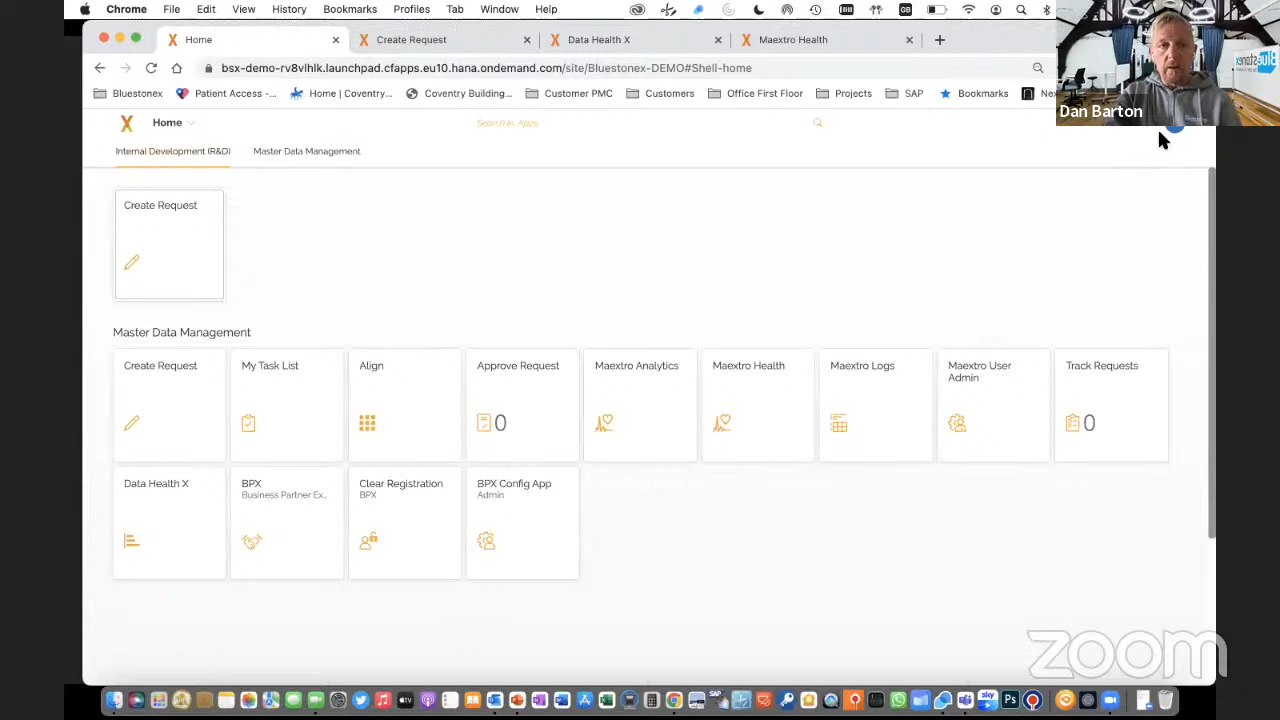 Chrome File Edit View History Bookmarks Profiles Tab Window Help
Home Create Request Data Health X Maextro Health
bsx-demo-rv8vlhlk.launchpad.cfapps.eu10.hana.ondemand.com/site/Bluestonex-DEMO#Shell-home
Bluestonex Patient Access -... Home | Coventry... Coventry Building... Customer PMC Customers Office First Floor Projects SAP Bookmarks
Bluestonex
Dan Barton
Home
Search In: Apps
Internal Development (R&D) Master Data Management
Create Request
Master Data Management
Create Request My Task List Align Approve Request Maextro Analytics Maextro Health Maextro Logs Maextro User Track Requests
Admin
0 0
Data Health X BPX Clear Registration BPX Config App
Business Partner Ex... BPX Admin
zoom